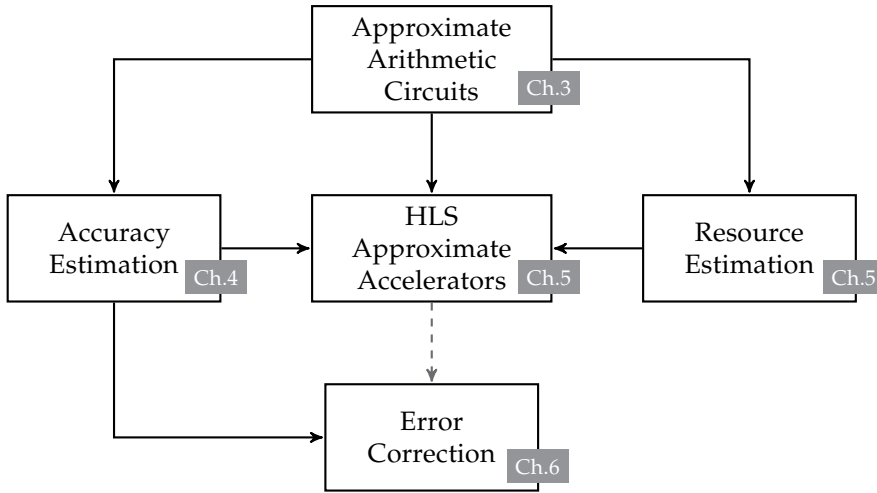 Approximate
Arithmetic
Circuits
Ch.3
Accuracy
Estimation
Ch.4
HLS
Approximate
Accelerators
Ch.5
Resource
Estimation
Ch.5
Error
Correction
Ch.6